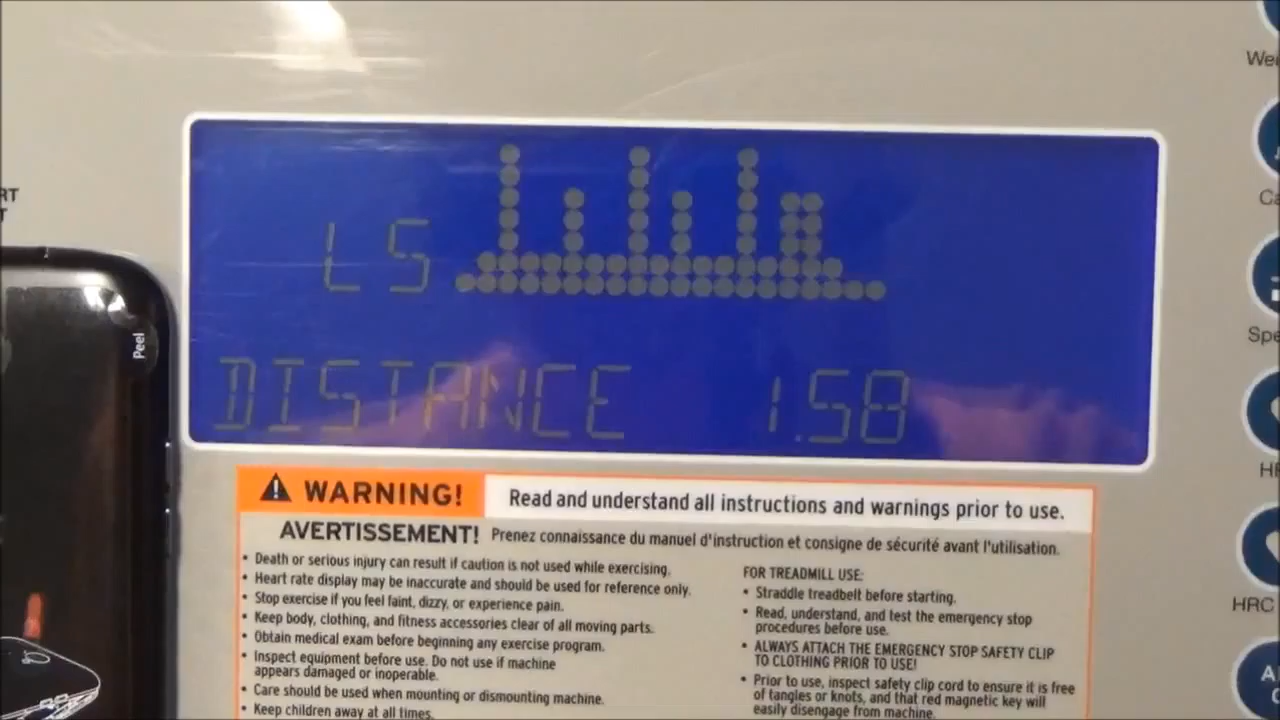 RT
T
Peel
L5
DISTANCE 1.58
WARNING! Read and understand all instructions and warnings prior to use.
AVERTISSEMENT! Prenez connaissance du manuel d'instruction et consigne de sécurité avant l'utilisation.
• Death or serious injury can result if caution is not used while exercising.
• Heart rate display may be inaccurate and should be used for reference only.
• Stop exercise if you feel faint, dizzy, or experience pain.
• Keep body, clothing, and fitness accessories clear of all moving parts.
• Obtain medical exam before beginning any exercise program.
• Inspect equipment before use. Do not use if machine
appears damaged or inoperable.
• Care should be used when mounting or dismounting machine.
• Keep children away at all times.
FOR TREADMILL USE:
• Straddle treadbelt before starting.
• Read, understand, and test the emergency stop
procedures before use.
• ALWAYS ATTACH THE EMERGENCY STOP SAFETY CLIP
TO CLOTHING PRIOR TO USE!
• Prior to use, inspect safety clip cord to ensure it is free
of tangles or knots, and that red magnetic key will
easily disengage from machine.
Wei
Ca
Spe
HR
HRC